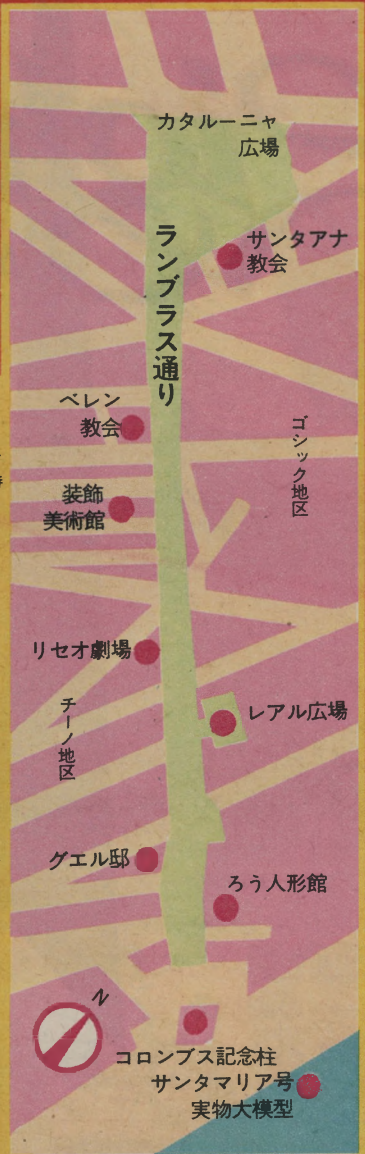 カタルーニャ
広場
サンタアナ
教会
ランブラス通り
ベレン
教会
ゴシック地区
装飾
美術館
リセオ劇場
チーノ地区
レアル広場
グエル邸
ろう人形館
N
コロンブス記念柱
サンタマリア号
実物大模型